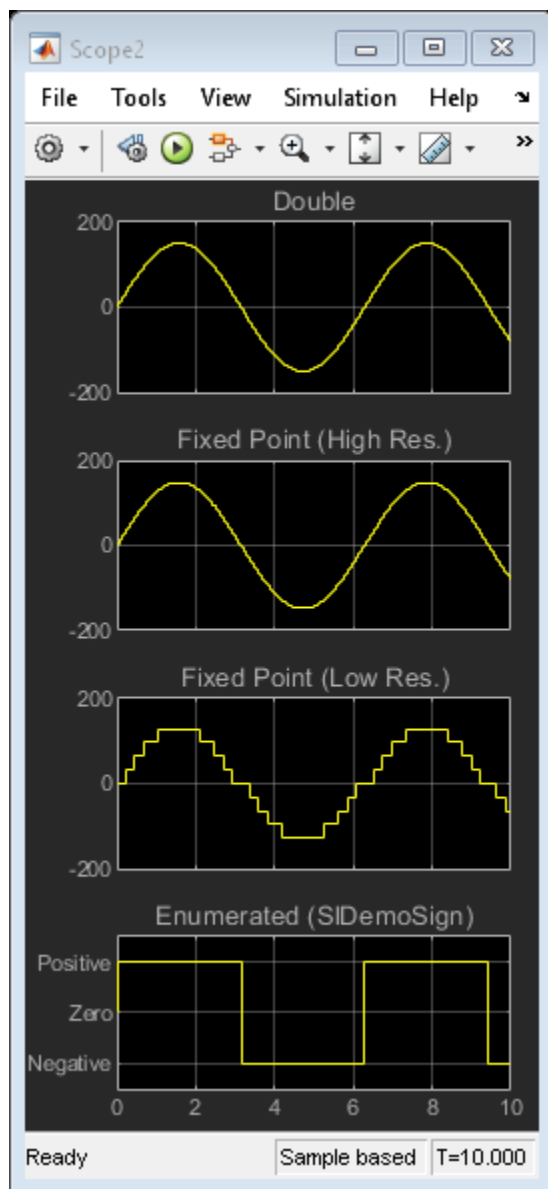 Scope2
File Tools View Simulation Help
Double
200
0
-200
Fixed Point (High Res.)
200
0
-200
Fixed Point (Low Res.)
200
0
-200
Enumerated (SlDemoSign)
Positive
Zero
Negative
0 2 4 6 8 10
Ready Sample based T=10.000